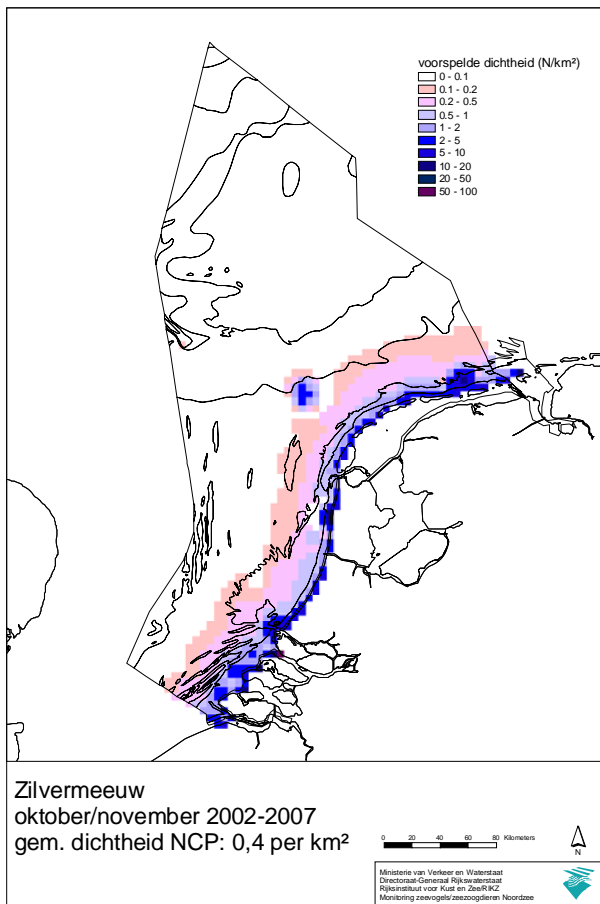 voorspelde dichtheid (N/km²)
0 - 0.1
0.1 - 0.2
0.2 - 0.5
0.5 - 1
1 - 2
2 - 5
5 - 10
10 - 20
20 - 50
50 - 100
Zilvermeeuw
oktober/november 2002-2007
gem. dichtheid NCP: 0,4 per km²
0 20 40 60 80 Kilometers
N
Ministerie van Verkeer en Waterstaat
Directoraat-Generaal Rijkswaterstaat
Rijksinstituut voor Kust en Zee/RIKZ
Monitoring zeevogels/zeezoogdieren Noordzee